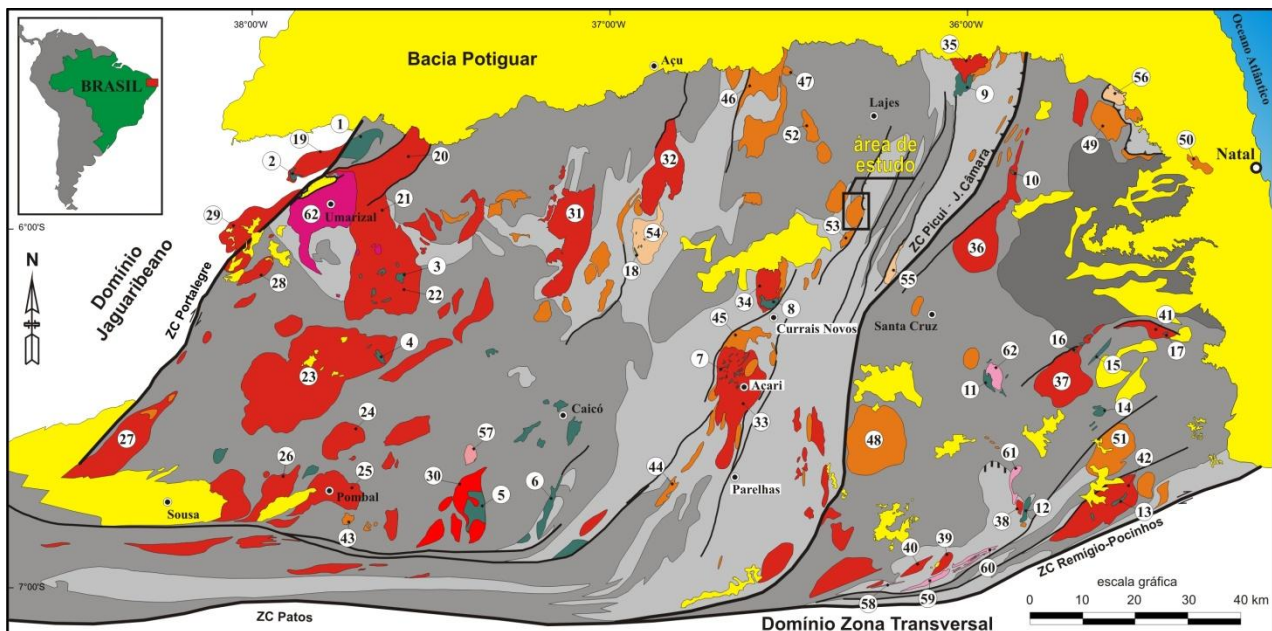 38°00'W
37°00'W
36°00'W
BRASIL
Bacia Potiguar
Açu
Oceano Atlântico
35
56
47
46
9
Lajes
1
19
2
20
32
52
49
50
Natal
área de
estudo
10
21
62
Umarizal
31
29
6°00'S
54
53
ZC Picuí - J. Câmara
36
N
Domínio
Jaguaribeano
ZC Portalegre
28
3
18
55
22
34
8
Currais Novos
Santa Cruz
45
41
16
17
4
7
62
15
23
Açari
11
37
14
24
Caicó
33
27
57
48
51
42
26
25
30
44
61
Pombal
5
6
Parelhas
Sousa
12
38
13
43
39
40
60
ZC Remígio-Pocinhos
7°00'S
58
59
escala gráfica
ZC Patos
0 10 20 30 40 km
Domínio Zona Transversal